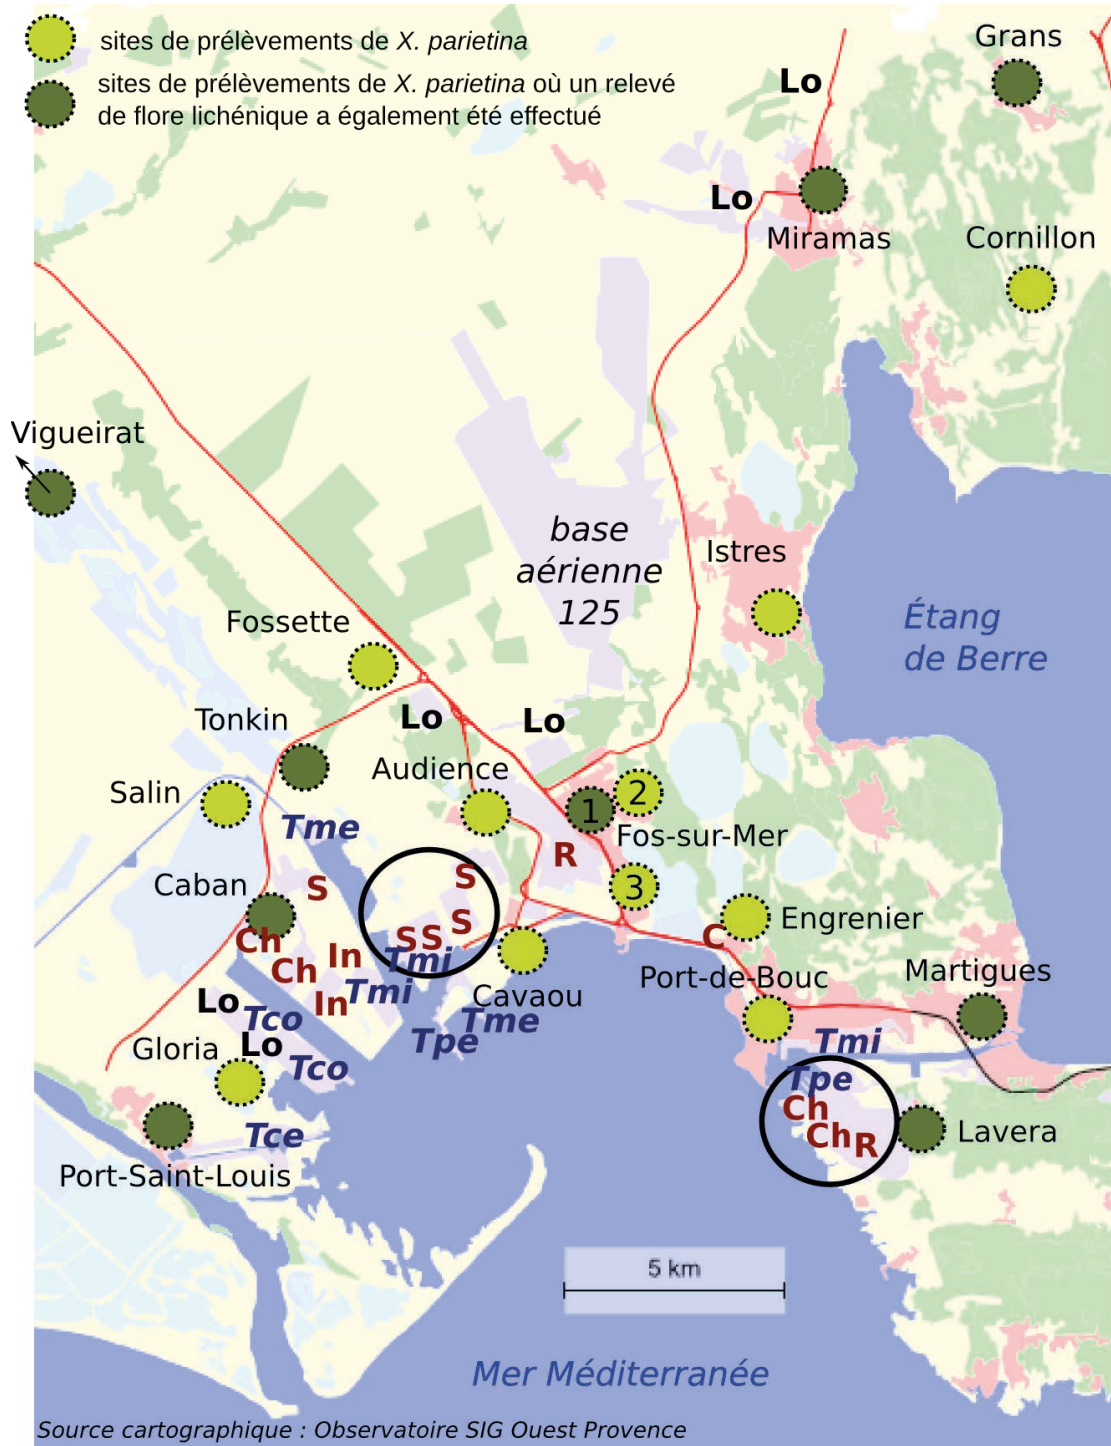 sites de prélèvements de X. parietina
sites de prélèvements de X. parietina où un relevé
de flore lichénique a également été effectué
Grans
Lo
Lo
Miramas
Cornillon
Vigueirat
base
aérienne
125
Istres
Étang
de Berre
Fossette
Tonkin
Lo
Lo
Audience
Salin
1
2
Fos-sur-Mer
Tme
R
Caban
S
S
3
S
Engrenier
Ch
SS
C
In
Tmi
Ch
Port-de-Bouc
Martigues
Tmi
Cavaou
In
Lo
Tco
Tme
Tpe
Tmi
Gloria
Lo
Tco
Tpe
Ch
Tce
Ch
R
Lavera
Port-Saint-Louis
5 km
Mer Méditerranée
Source cartographique : Observatoire SIG Ouest Provence